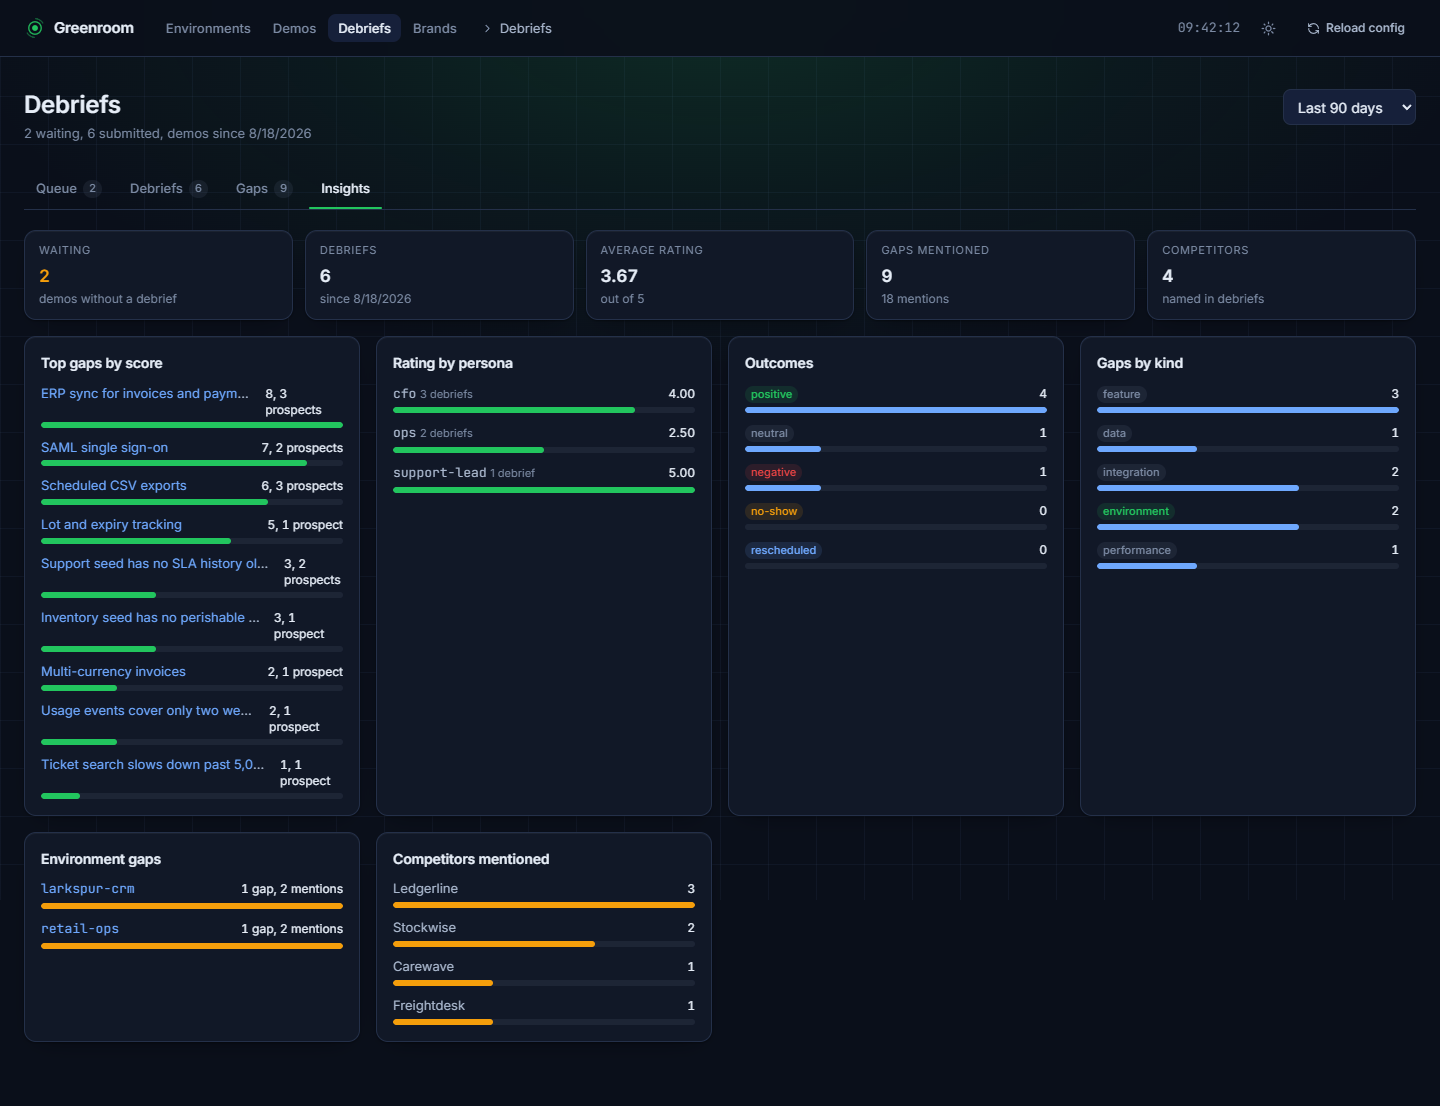 Greenroom
Environments
Demos
Debriefs
Brands
Debriefs
09:42:12
Reload config
Debriefs
2 waiting, 6 submitted, demos since 8/18/2026
Last 90 days
Queue 2
Debriefs 6
Gaps 9
Insights
WAITING
2
demos without a debrief
DEBRIEFS
6
since 8/18/2026
AVERAGE RATING
3.67
out of 5
GAPS MENTIONED
9
18 mentions
COMPETITORS
4
named in debriefs
Top gaps by score
ERP sync for invoices and paym... 8, 3
prospects
SAML single sign-on 7, 2 prospects
Scheduled CSV exports 6, 3 prospects
Lot and expiry tracking 5, 1 prospect
Support seed has no SLA history ol... 3, 2
prospects
Inventory seed has no perishable ... 3, 1
prospect
Multi-currency invoices 2, 1 prospect
Usage events cover only two we... 2, 1
prospect
Ticket search slows down past 5,0... 1, 1
prospect
Rating by persona
cfo 3 debriefs 4.00
ops 2 debriefs 2.50
support-lead 1 debrief 5.00
Outcomes
positive 4
neutral 1
negative 1
no-show 0
rescheduled 0
Gaps by kind
feature 3
data 1
integration 2
environment 2
performance 1
Environment gaps
larkspur-crm 1 gap, 2 mentions
retail-ops 1 gap, 2 mentions
Competitors mentioned
Ledgerline 3
Stockwise 2
Carewave 1
Freightdesk 1